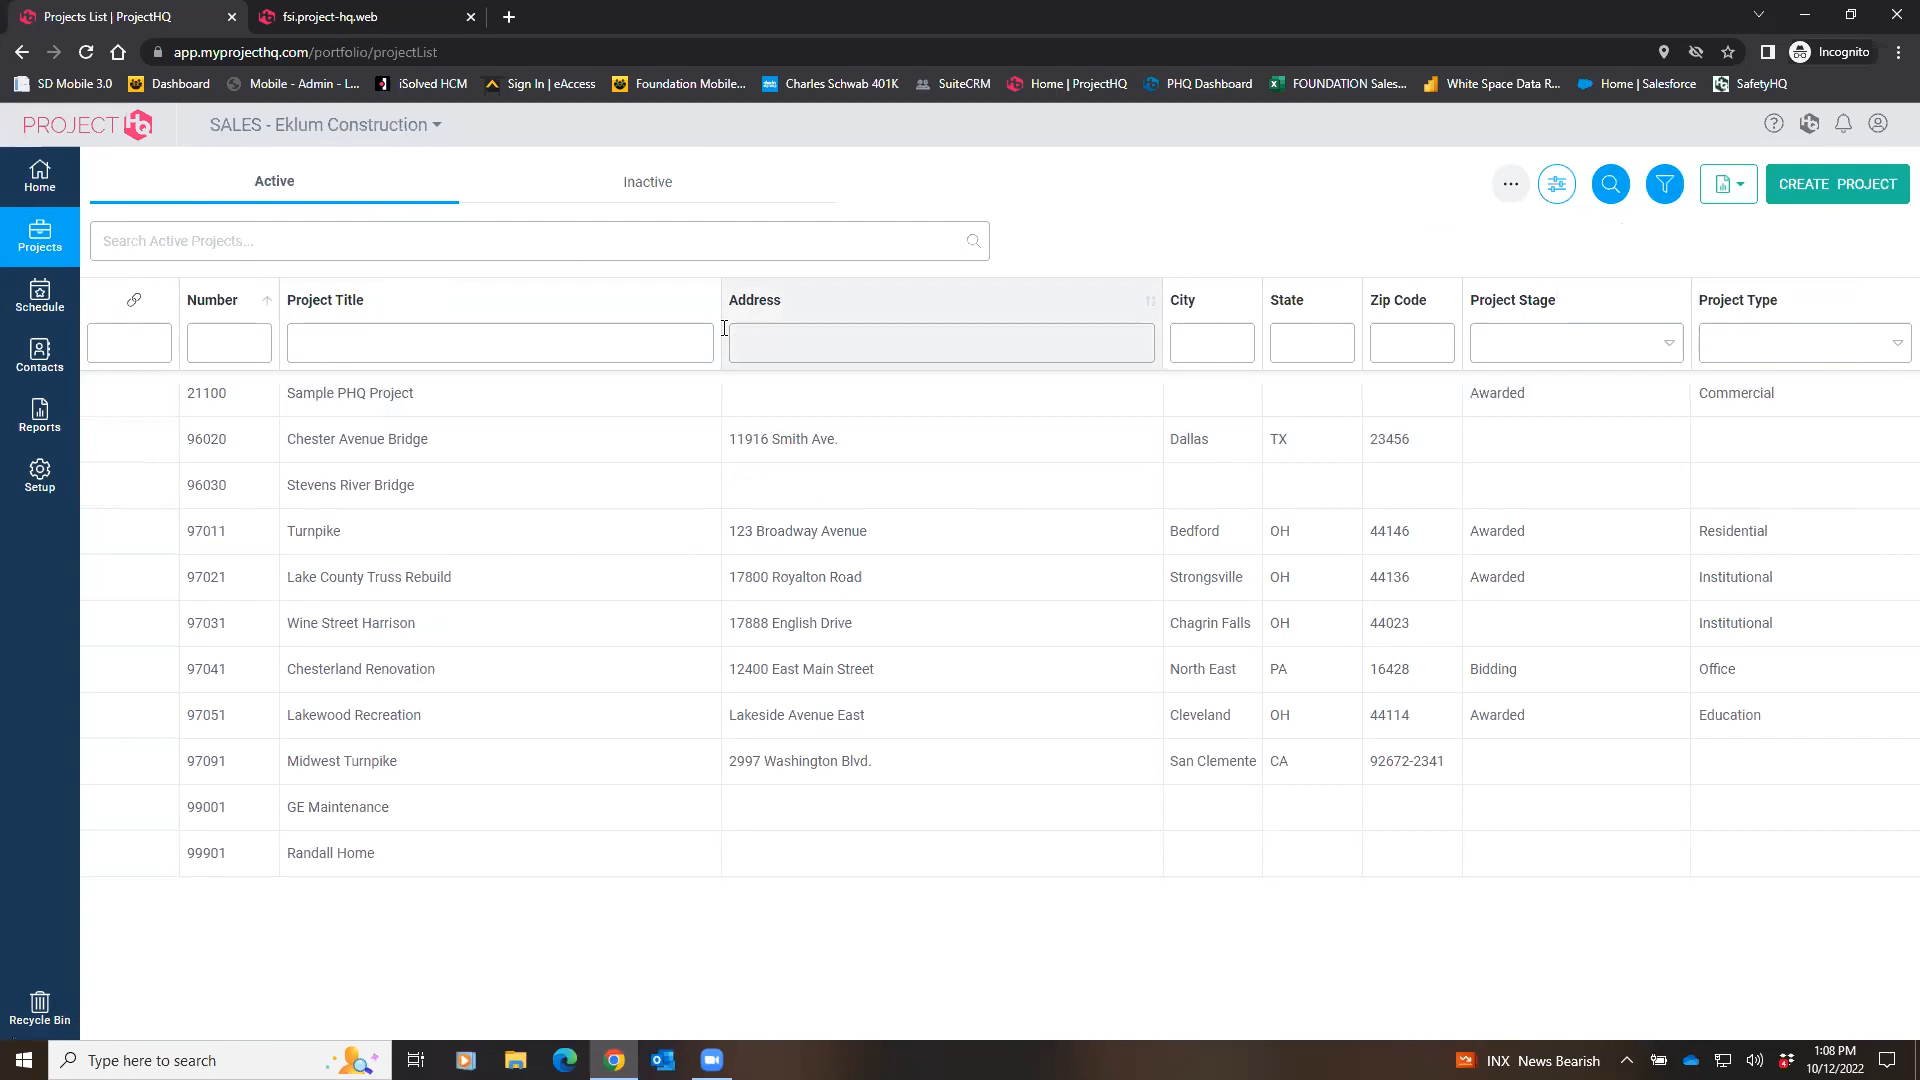 Projects List | ProjectHQ
fsi.project-hq.web
app.myprojecthq.com/portfolio/projectList
Incognito
SD Mobile 3.0
Dashboard
Mobile - Admin - L...
iSolved HCM
Sign In | eAccess
Foundation Mobile...
Charles Schwab 401K
SuiteCRM
Home | ProjectHQ
PHQ Dashboard
FOUNDATION Sales...
White Space Data R...
Home | Salesforce
SafetyHQ
PROJECT HQ
SALES - Eklum Construction
Home
Projects
Schedule
Contacts
Reports
Setup
Recycle Bin
Active
Inactive
CREATE PROJECT
Search Active Projects...
Number Project Title Address City State Zip Code Project Stage Project Type
21100 Sample PHQ Project Awarded Commercial
96020 Chester Avenue Bridge 11916 Smith Ave. Dallas TX 23456
96030 Stevens River Bridge
97011 Turnpike 123 Broadway Avenue Bedford OH 44146 Awarded Residential
97021 Lake County Truss Rebuild 17800 Royalton Road Strongsville OH 44136 Awarded Institutional
97031 Wine Street Harrison 17888 English Drive Chagrin Falls OH 44023 Institutional
97041 Chesterland Renovation 12400 East Main Street North East PA 16428 Bidding Office
97051 Lakewood Recreation Lakeside Avenue East Cleveland OH 44114 Awarded Education
97091 Midwest Turnpike 2997 Washington Blvd. San Clemente CA 92672-2341
99001 GE Maintenance
99901 Randall Home
Type here to search
INX News Bearish
1:08 PM
10/12/2022